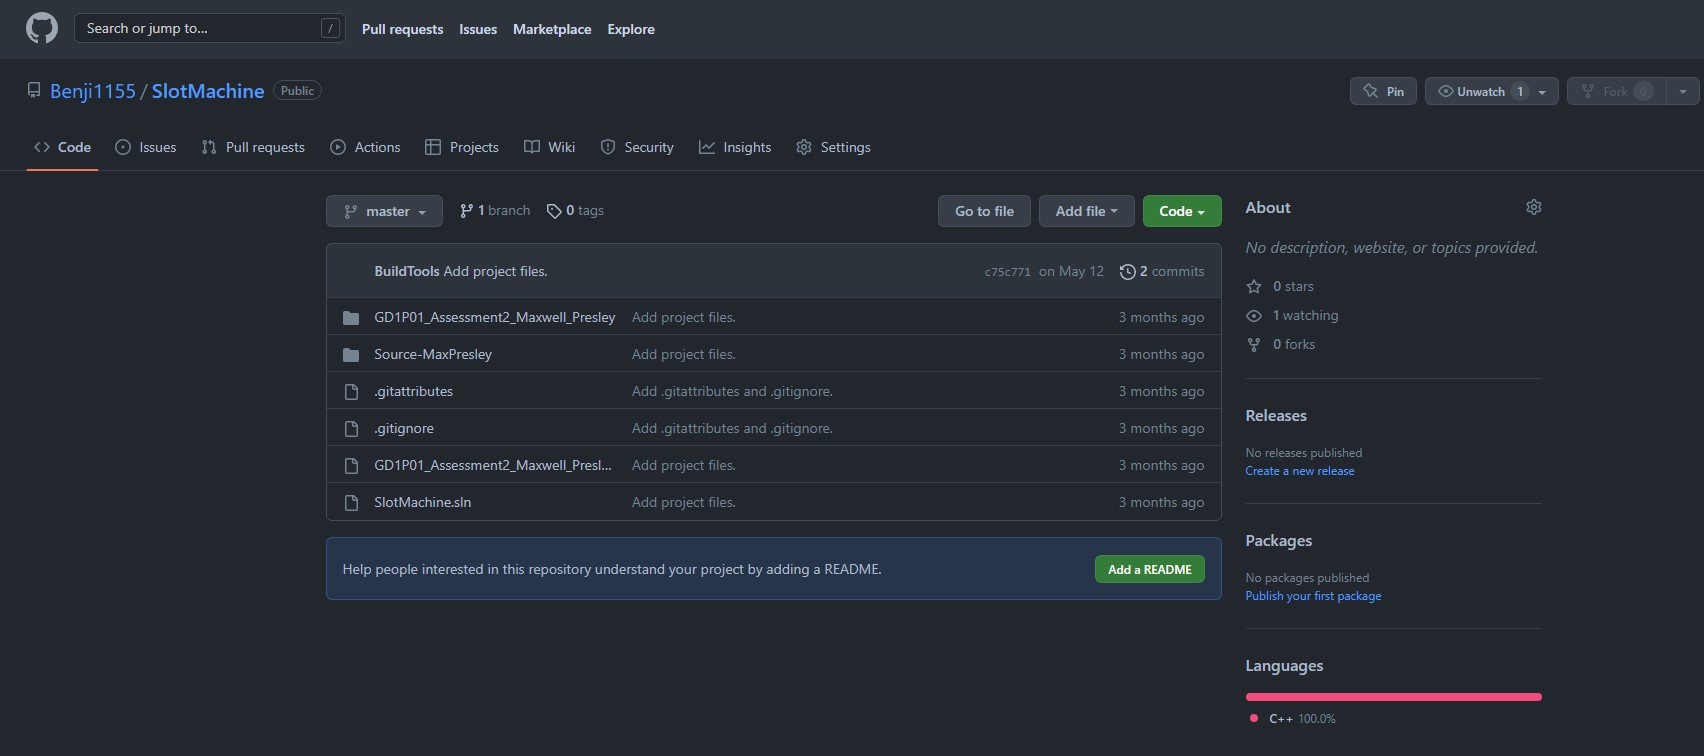 Search or jump to... / Pull requests Issues Marketplace Explore
Benji1155 / SlotMachine Public Pin Unwatch 1 Fork 0
Code Issues Pull requests Actions Projects Wiki Security Insights Settings
master 1 branch 0 tags Go to file Add file Code
BuildTools Add project files. c75c771 on May 12 2 commits
GD1P01_Assessment2_Maxwell_Presley Add project files. 3 months ago
Source-MaxPresley Add project files. 3 months ago
.gitattributes Add .gitattributes and .gitignore. 3 months ago
.gitignore Add .gitattributes and .gitignore. 3 months ago
GD1P01_Assessment2_Maxwell_Presl... Add project files. 3 months ago
SlotMachine.sln Add project files. 3 months ago
Help people interested in this repository understand your project by adding a README. Add a README
About
No description, website, or topics provided.
0 stars
1 watching
0 forks
Releases
No releases published
Create a new release
Packages
No packages published
Publish your first package
Languages
C++ 100.0%